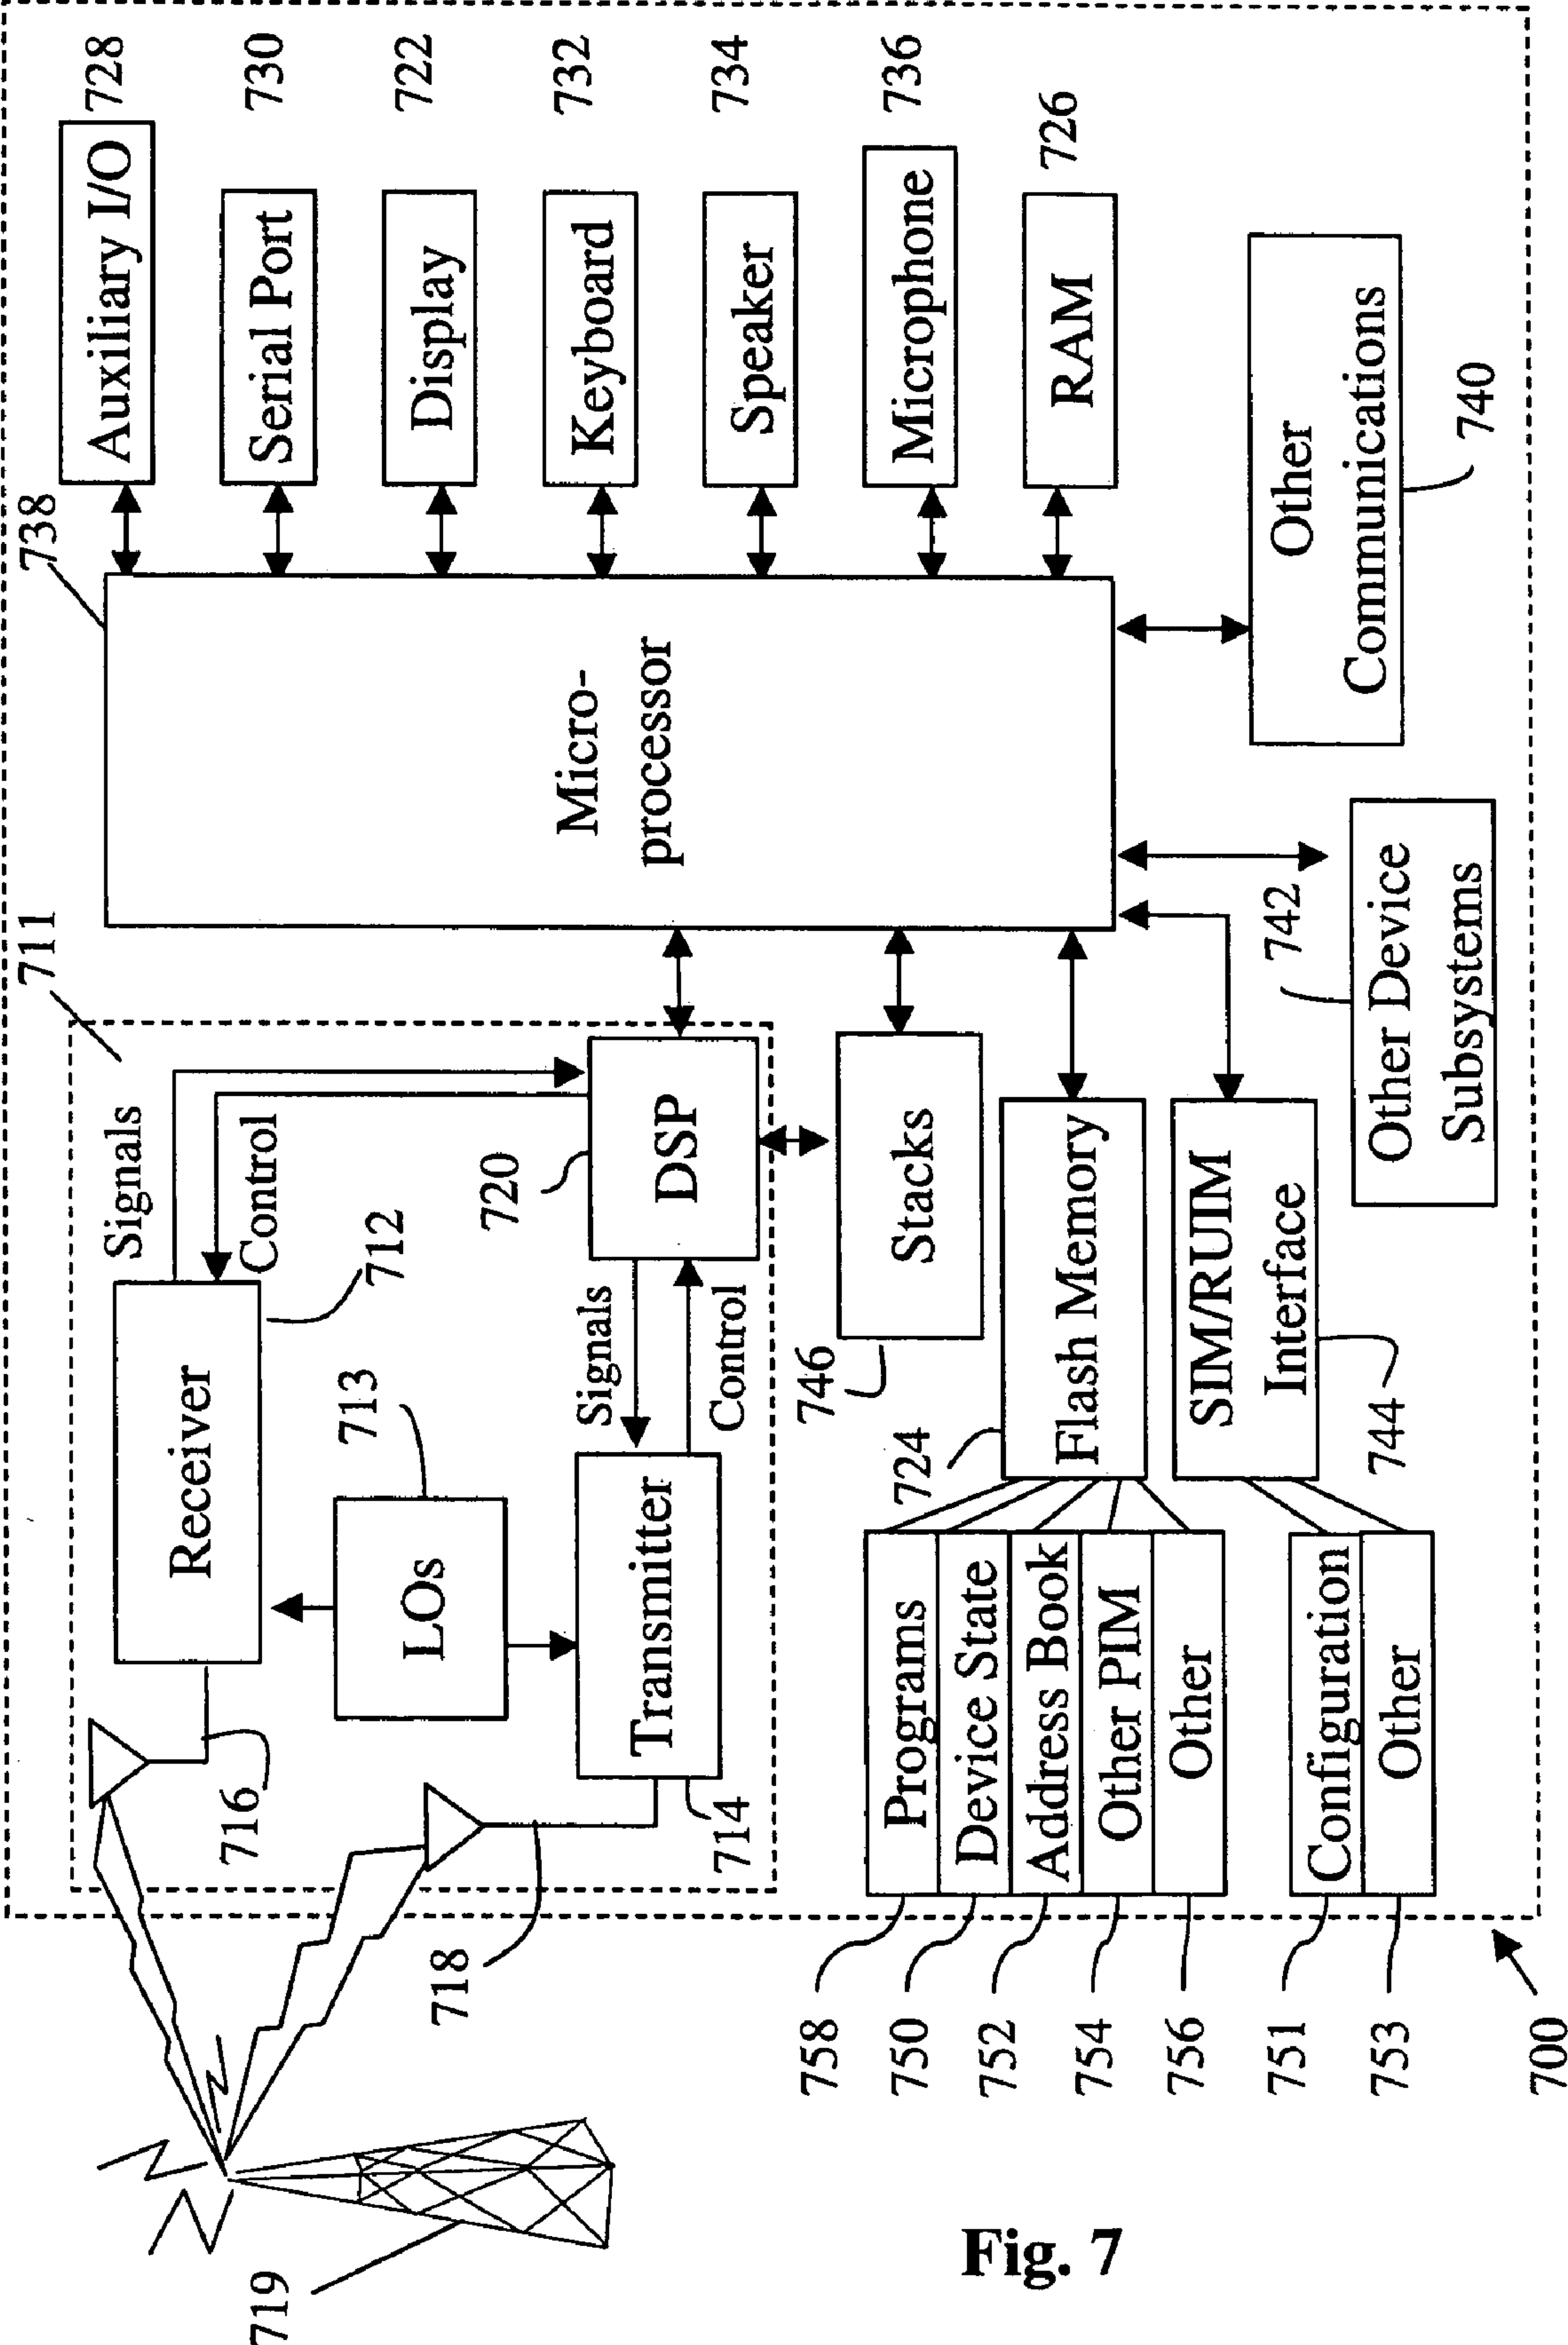 738
711
Auxiliary I/O
728
Serial Port
730
Display
722
Keyboard
732
Speaker
734
Microphone
736
RAM
726
Micro-
processor
Signals
Control
Receiver
712
716
LOs
713
720
DSP
Signals
Control
Transmitter
714
718
719
Stacks
746
Flash Memory
724
SIM/RUIM
Interface
744
Other
Communications
740
742
Other Device
Subsystems
758
Programs
750
Device State
752
Address Book
754
Other PIM
756
Other
751
Configuration
753
Other
700
Fig. 7